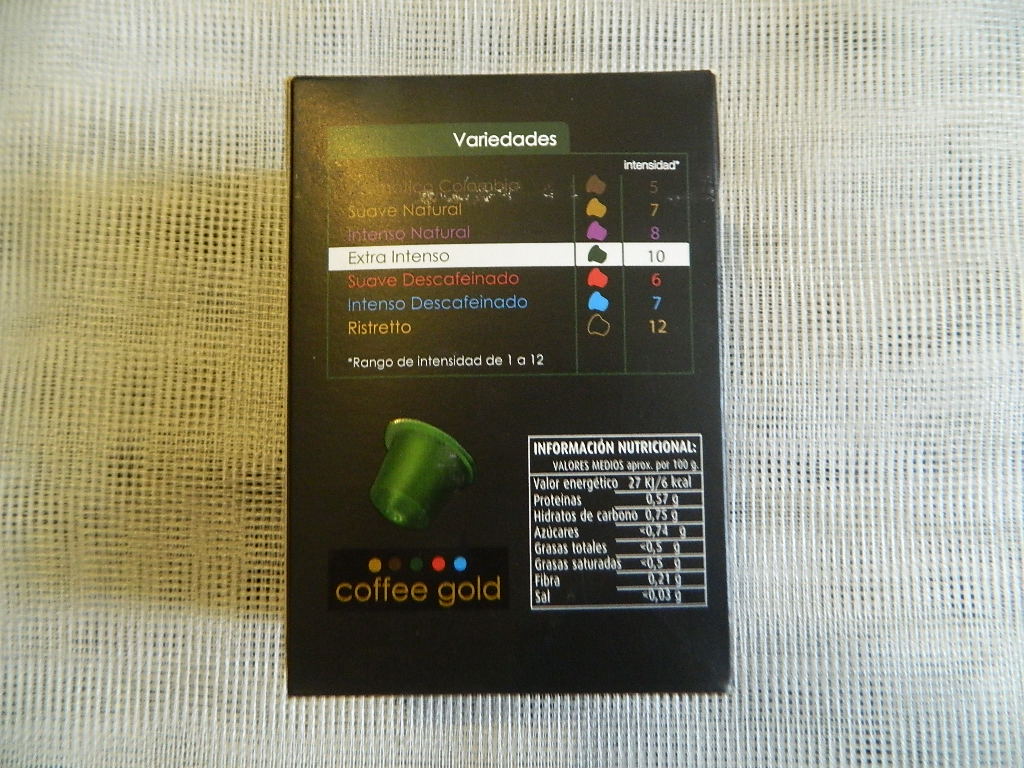 Variedades
intensidad*
Colombia 5
Suave Natural 7
Intenso Natural 8
Extra Intenso 10
Suave Descafeinado 6
Intenso Descafeinado 7
Ristretto 12
*Rango de intensidad de 1 a 12
INFORMACIÓN NUTRICIONAL:
VALORES MEDIOS aprox. por 100 g.
Valor energético 27 KJ/6 kcal
Proteinas 0,57 g
Hidratos de carbono 0,75 g
Azúcares <0,74 g
Grasas totales <0,5 g
Grasas saturadas <0,5 g
Fibra 0,21 g
Sal <0,03 g
coffee gold